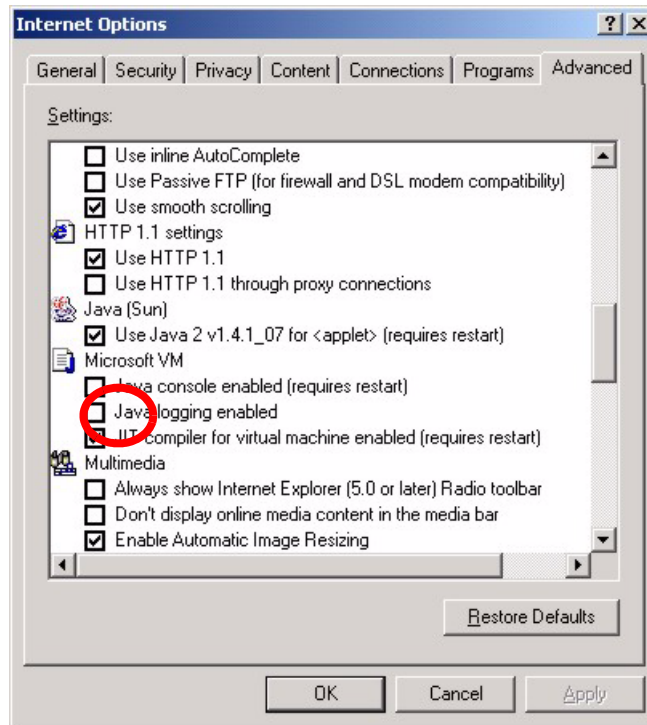 Internet Options
General Security Privacy Content Connections Programs Advanced
Settings:
Use inline AutoComplete
Use Passive FTP (for firewall and DSL modem compatibility)
Use smooth scrolling
HTTP 1.1 settings
Use HTTP 1.1
Use HTTP 1.1 through proxy connections
Java (Sun)
Use Java 2 v1.4.1_07 for <applet> (requires restart)
Microsoft VM
Java console enabled (requires restart)
Java logging enabled
JIT compiler for virtual machine enabled (requires restart)
Multimedia
Always show Internet Explorer (5.0 or later) Radio toolbar
Don't display online media content in the media bar
Enable Automatic Image Resizing
Restore Defaults
OK Cancel Apply